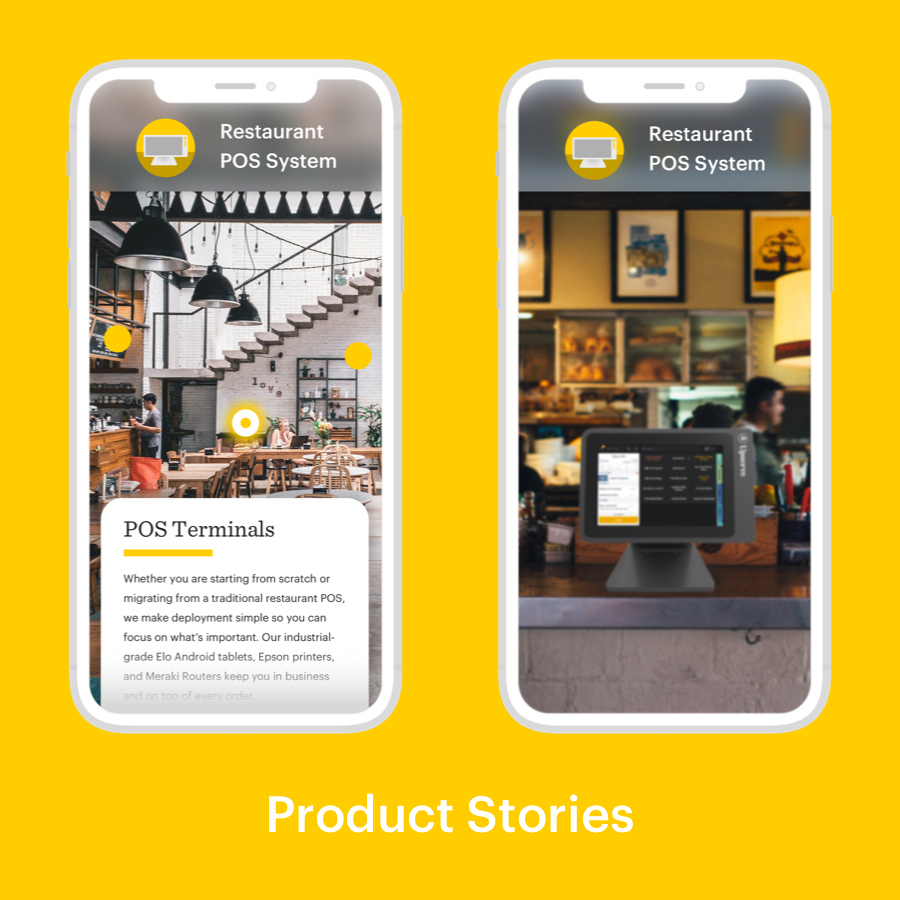 Restaurant
POS System
love
POS Terminals
Whether you are starting from scratch or
migrating from a traditional restaurant POS,
we make deployment simple so you can
focus on what's important. Our industrial-
grade Elo Android tablets, Epson printers,
and Meraki Routers keep you in business
and on top of every order.
Restaurant
POS System
Upserve
Product Stories